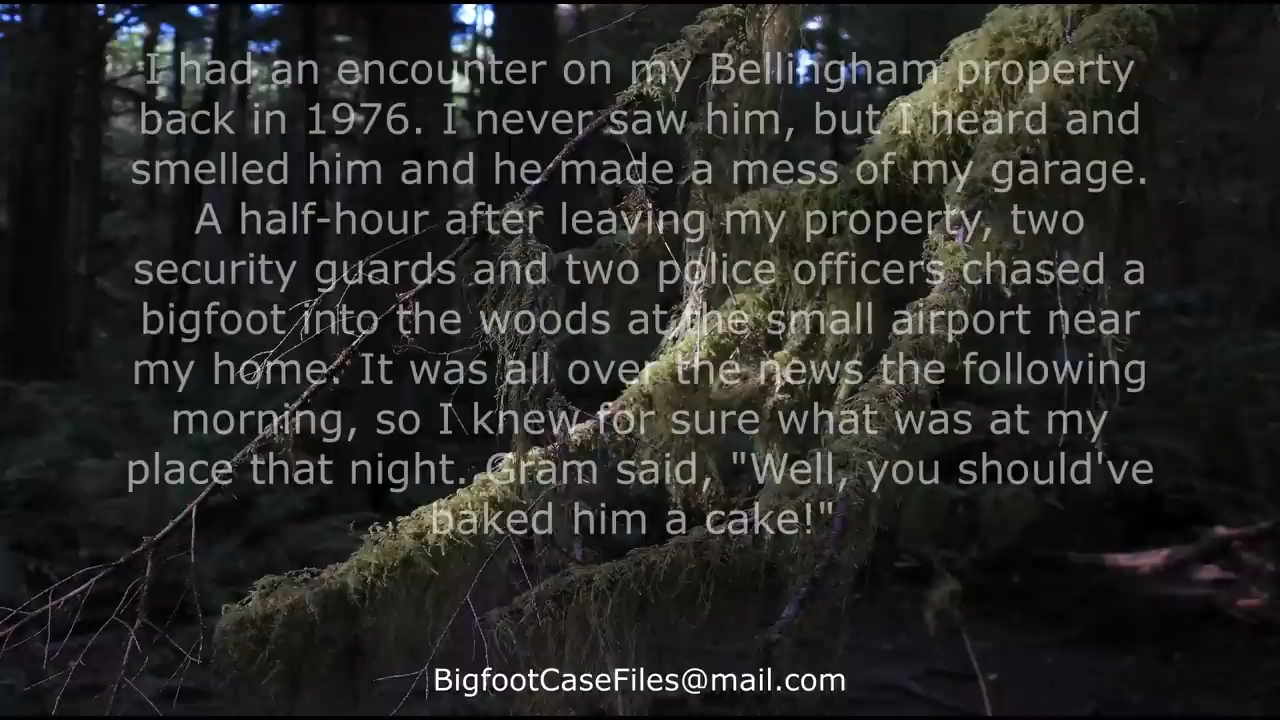 I had an encounter on my Bellingham property
back in 1976. I never saw him, but I heard and
smelled him and he made a mess of my garage.
A half-hour after leaving my property, two
security guards and two police officers chased a
bigfoot into the woods at the small airport near
my home. It was all over the news the following
morning, so I knew for sure what was at my
place that night. Gram said, "Well, you should've
baked him a cake!"
BigfootCaseFiles@mail.com